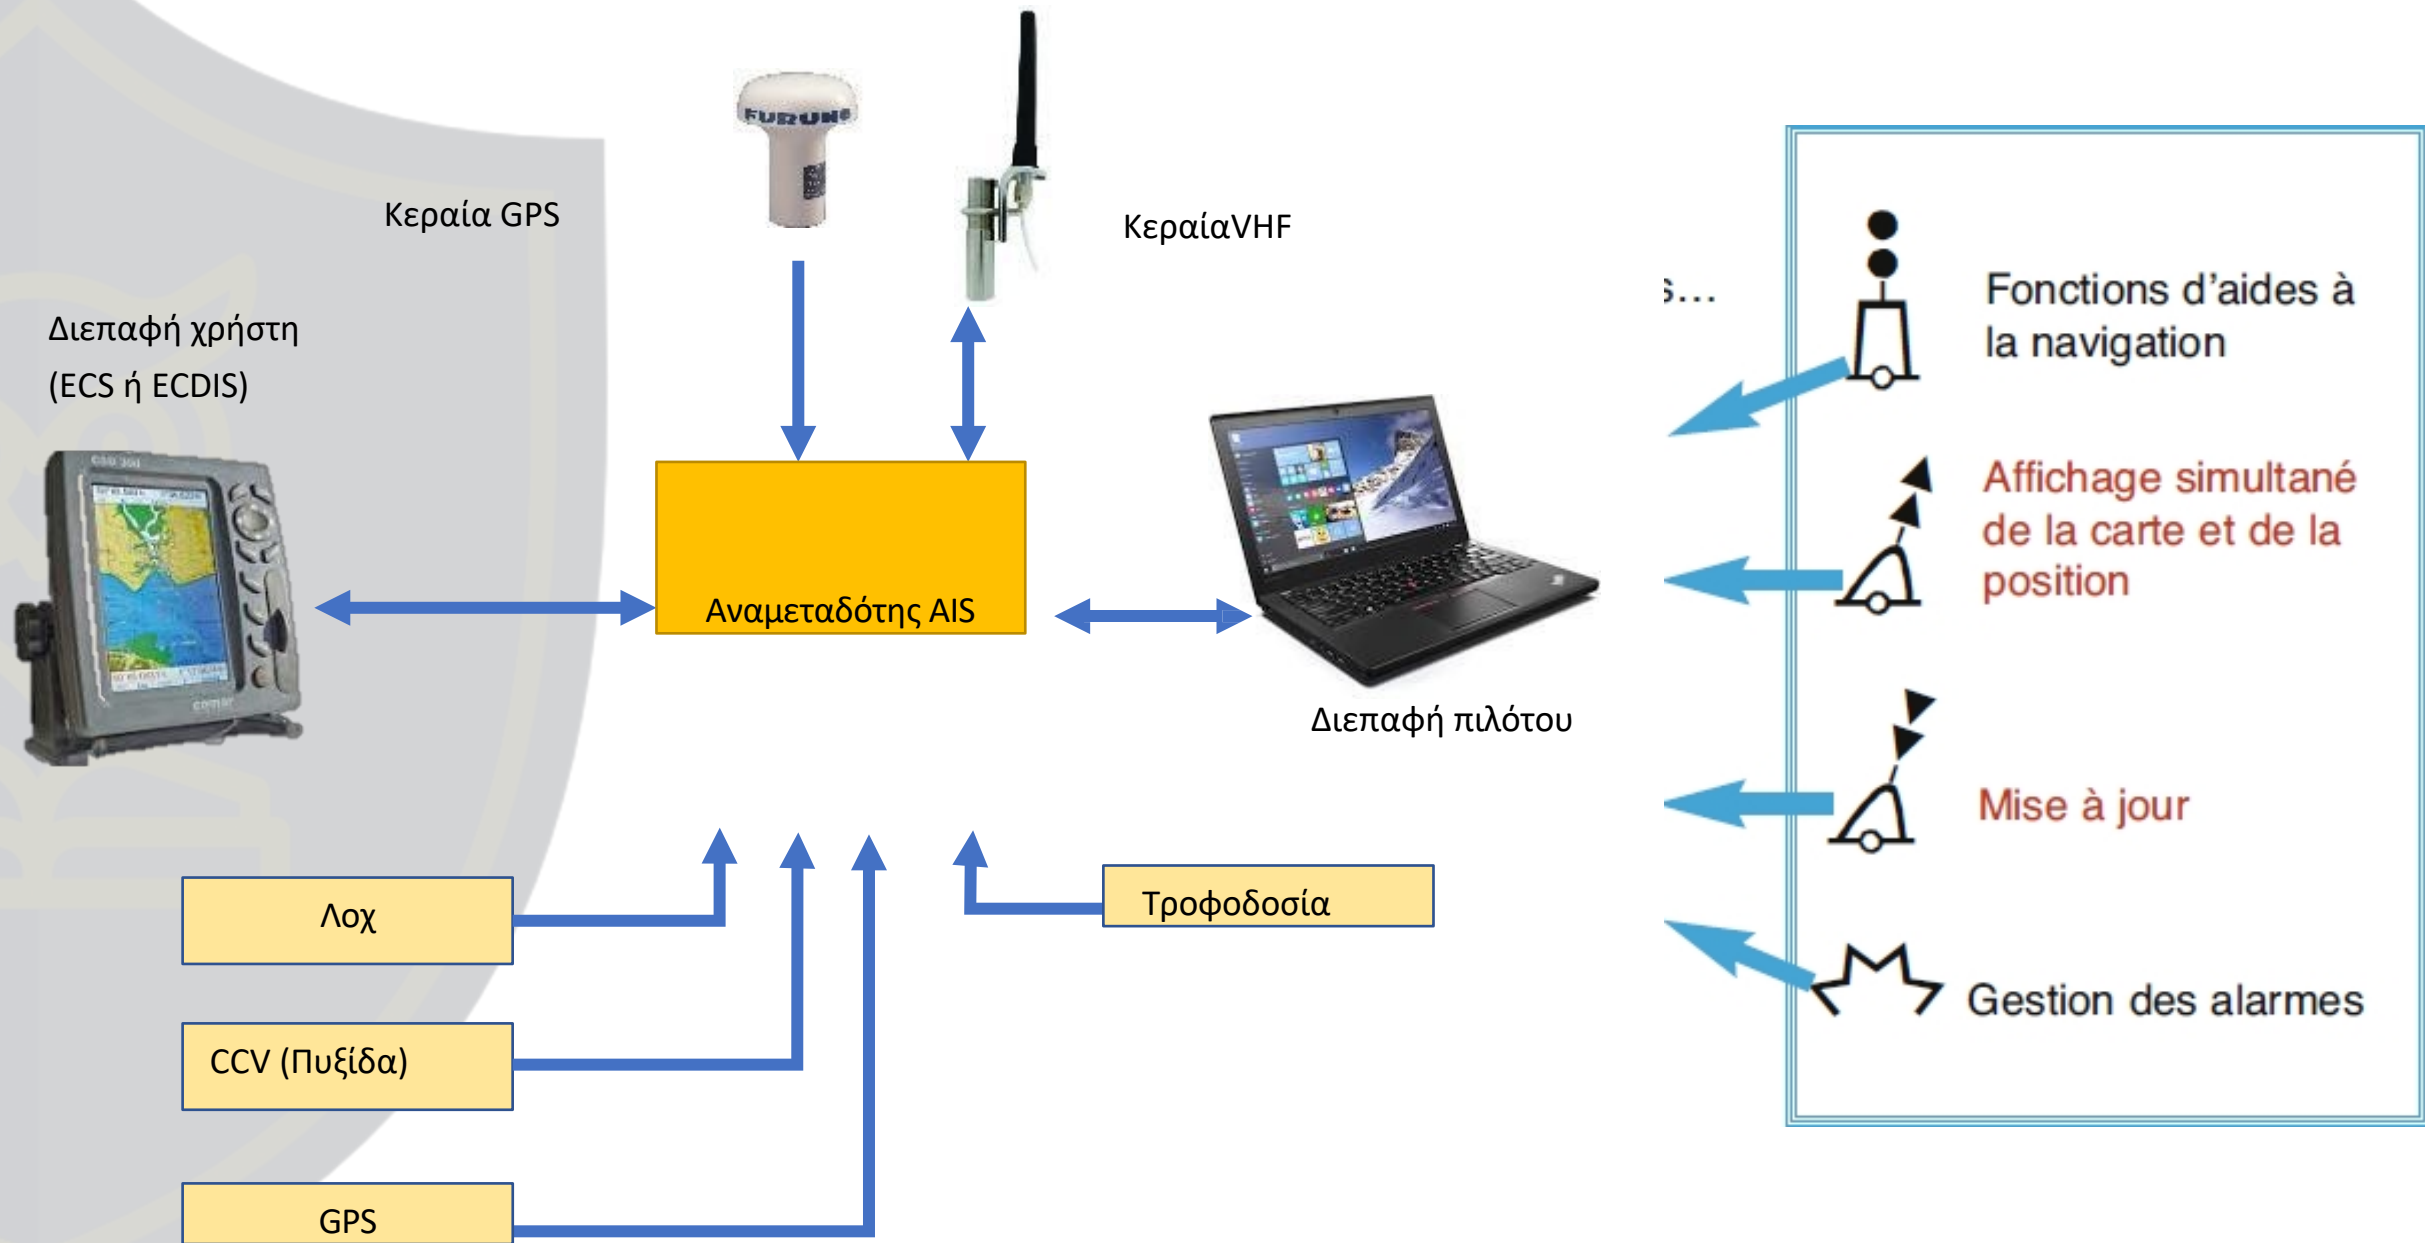 FURUNO
Κεραία GPS
ΚεραίαVHF
Διεπαφή χρήστη
(ECS ή ECDIS)
Αναμεταδότης AIS
Διεπαφή πιλότου
Λοχ
Τροφοδοσία
CCV (Πυξίδα)
GPS
s...
Fonctions d'aides à
la navigation
Affichage simultané
de la carte et de la
position
Mise à jour
Gestion des alarmes